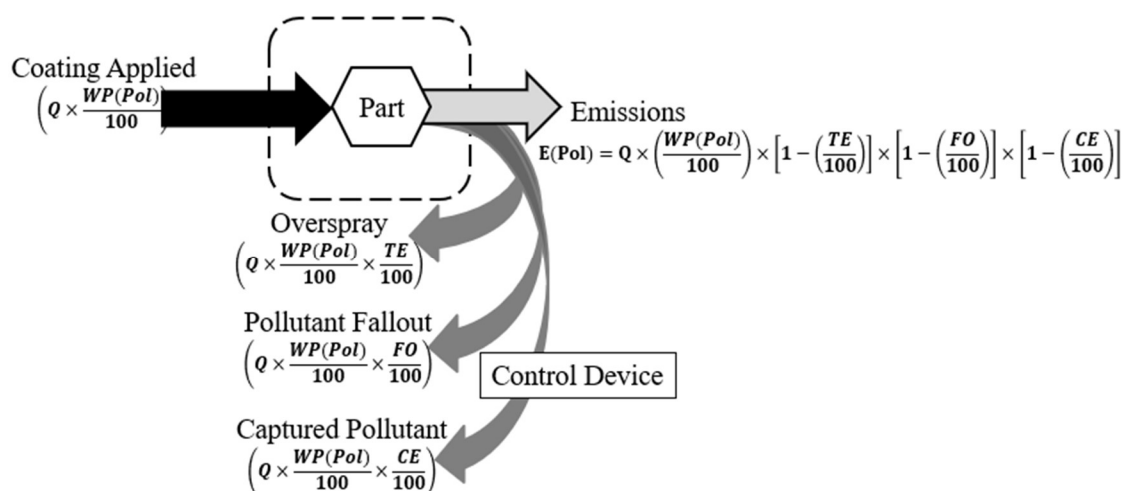 Coating Applied
(Q × WP(Pol)/100)
Part
Emissions
E(Pol) = Q × (WP(Pol)/100) × [1 − (TE/100)] × [1 − (FO/100)] × [1 − (CE/100)]
Overspray
(Q × WP(Pol)/100 × TE/100)
Pollutant Fallout
(Q × WP(Pol)/100 × FO/100)
Control Device
Captured Pollutant
(Q × WP(Pol)/100 × CE/100)